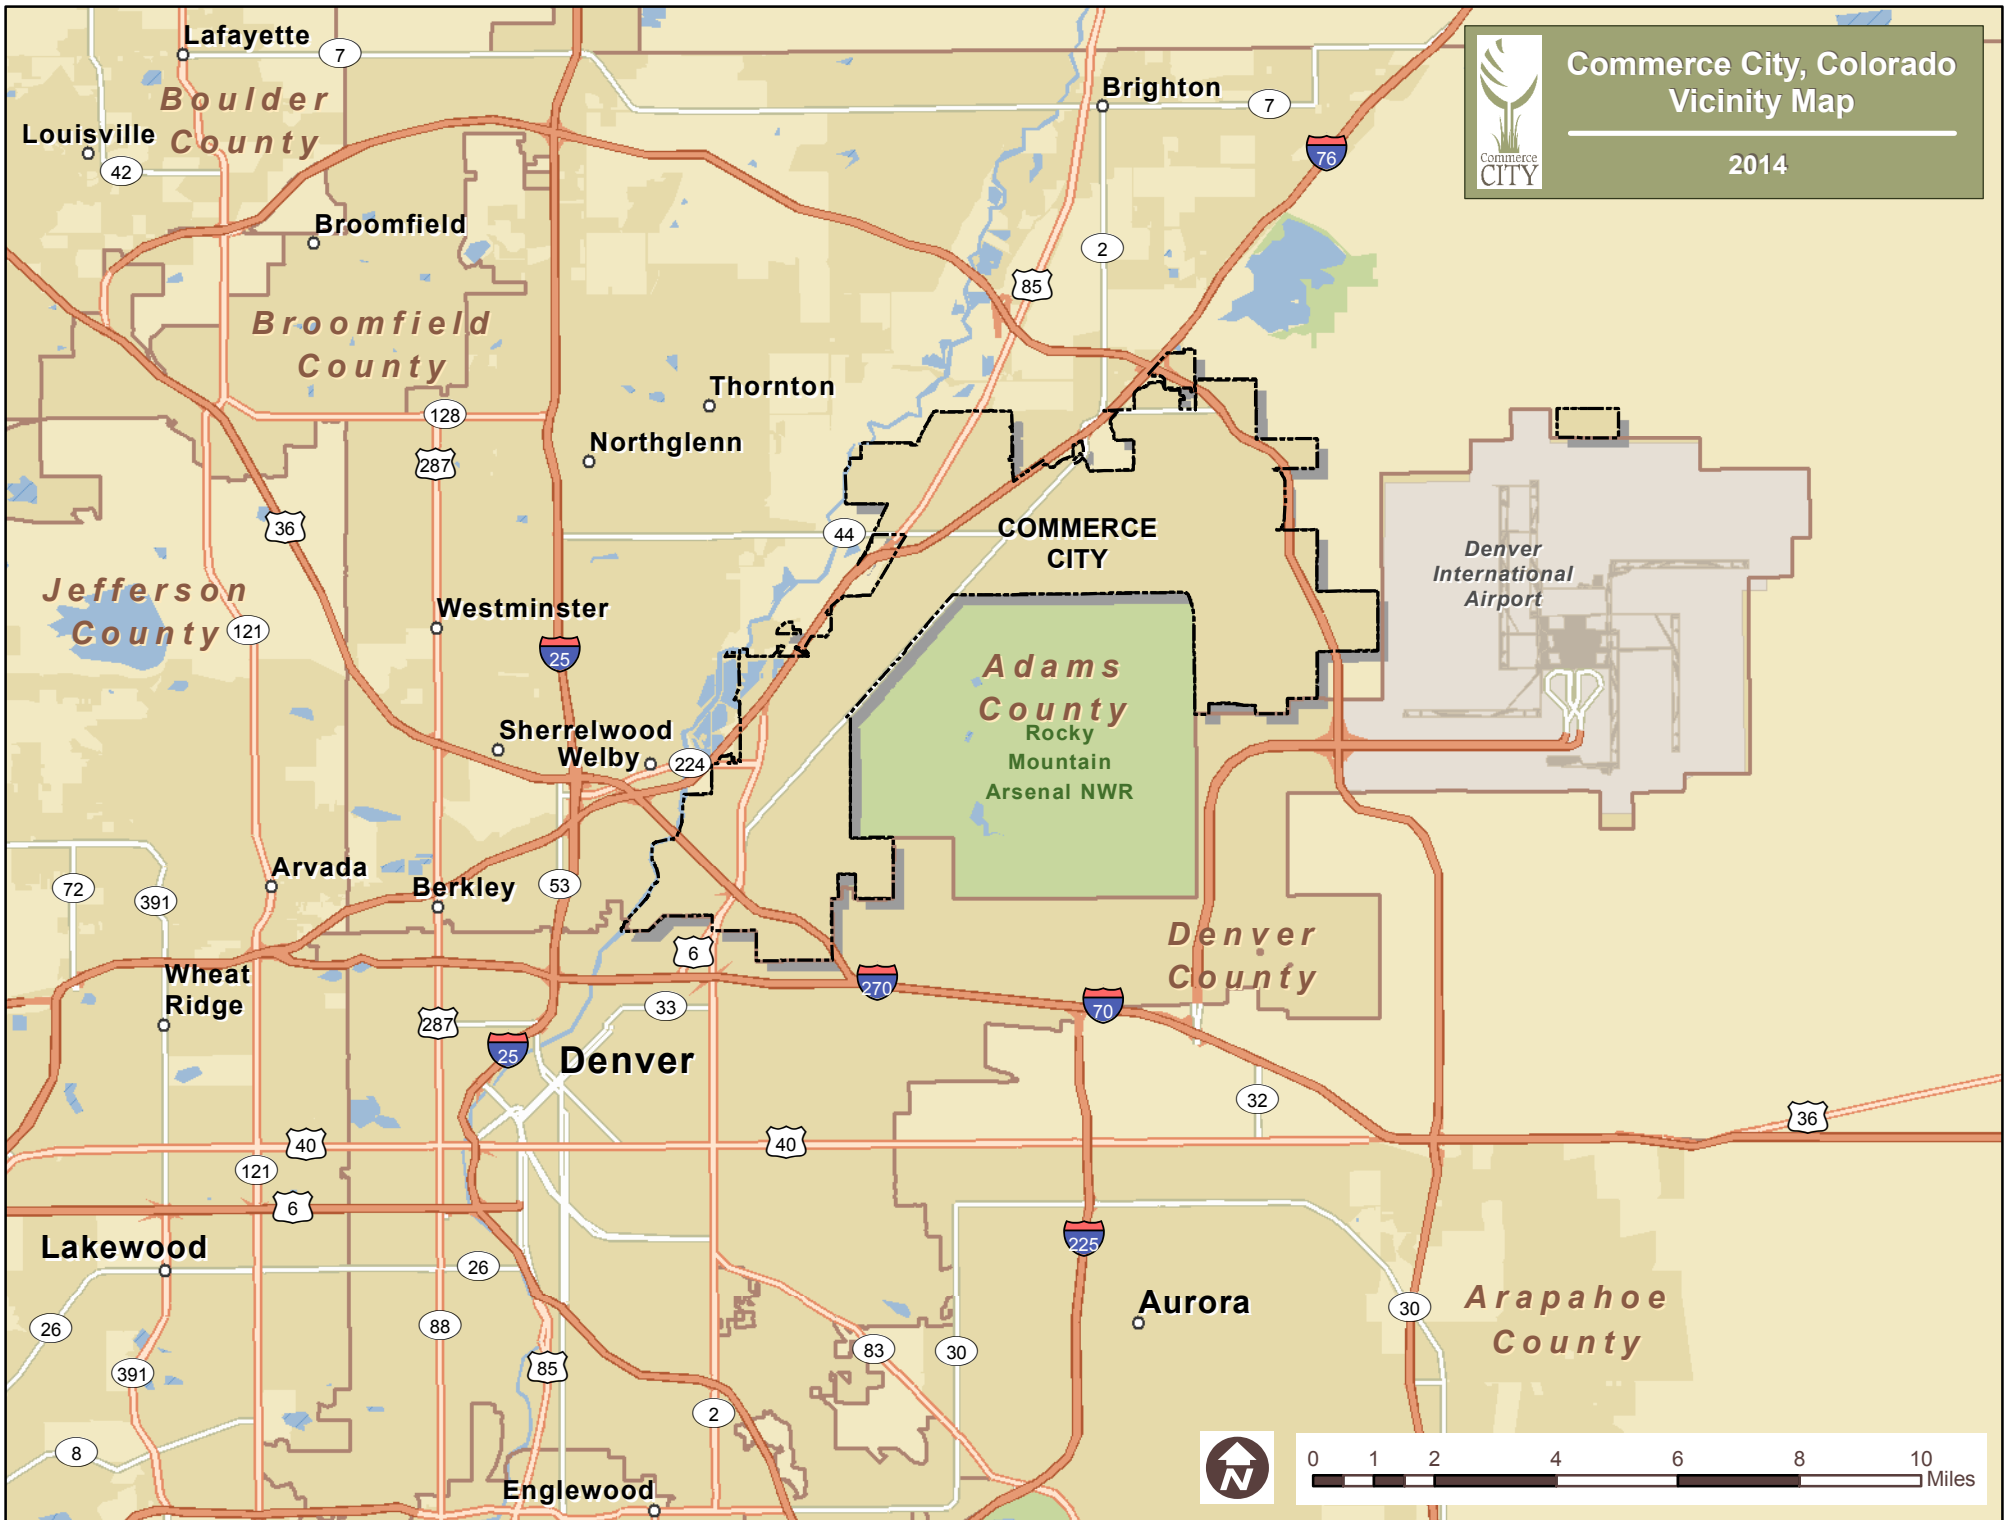 Commerce City, Colorado
Vicinity Map
2014
Commerce
CITY
Lafayette
7
Boulder
County
Louisville
42
Brighton
7
76
Broomfield
2
85
Broomfield
County
Thornton
128
Northglenn
287
36
44
COMMERCE
CITY
Denver
International
Airport
Jefferson
County
121
Westminster
25
Adams
County
Rocky
Mountain
Arsenal NWR
Sherrelwood
Welby
224
Arvada
72
391
Berkley
53
Denver
County
6
Wheat
Ridge
270
70
287
33
25
Denver
32
36
40
40
121
6
Lakewood
225
26
Aurora
Arapahoe
County
30
26
88
391
85
83
30
2
8
Englewood
N
0 1 2 4 6 8 10
Miles